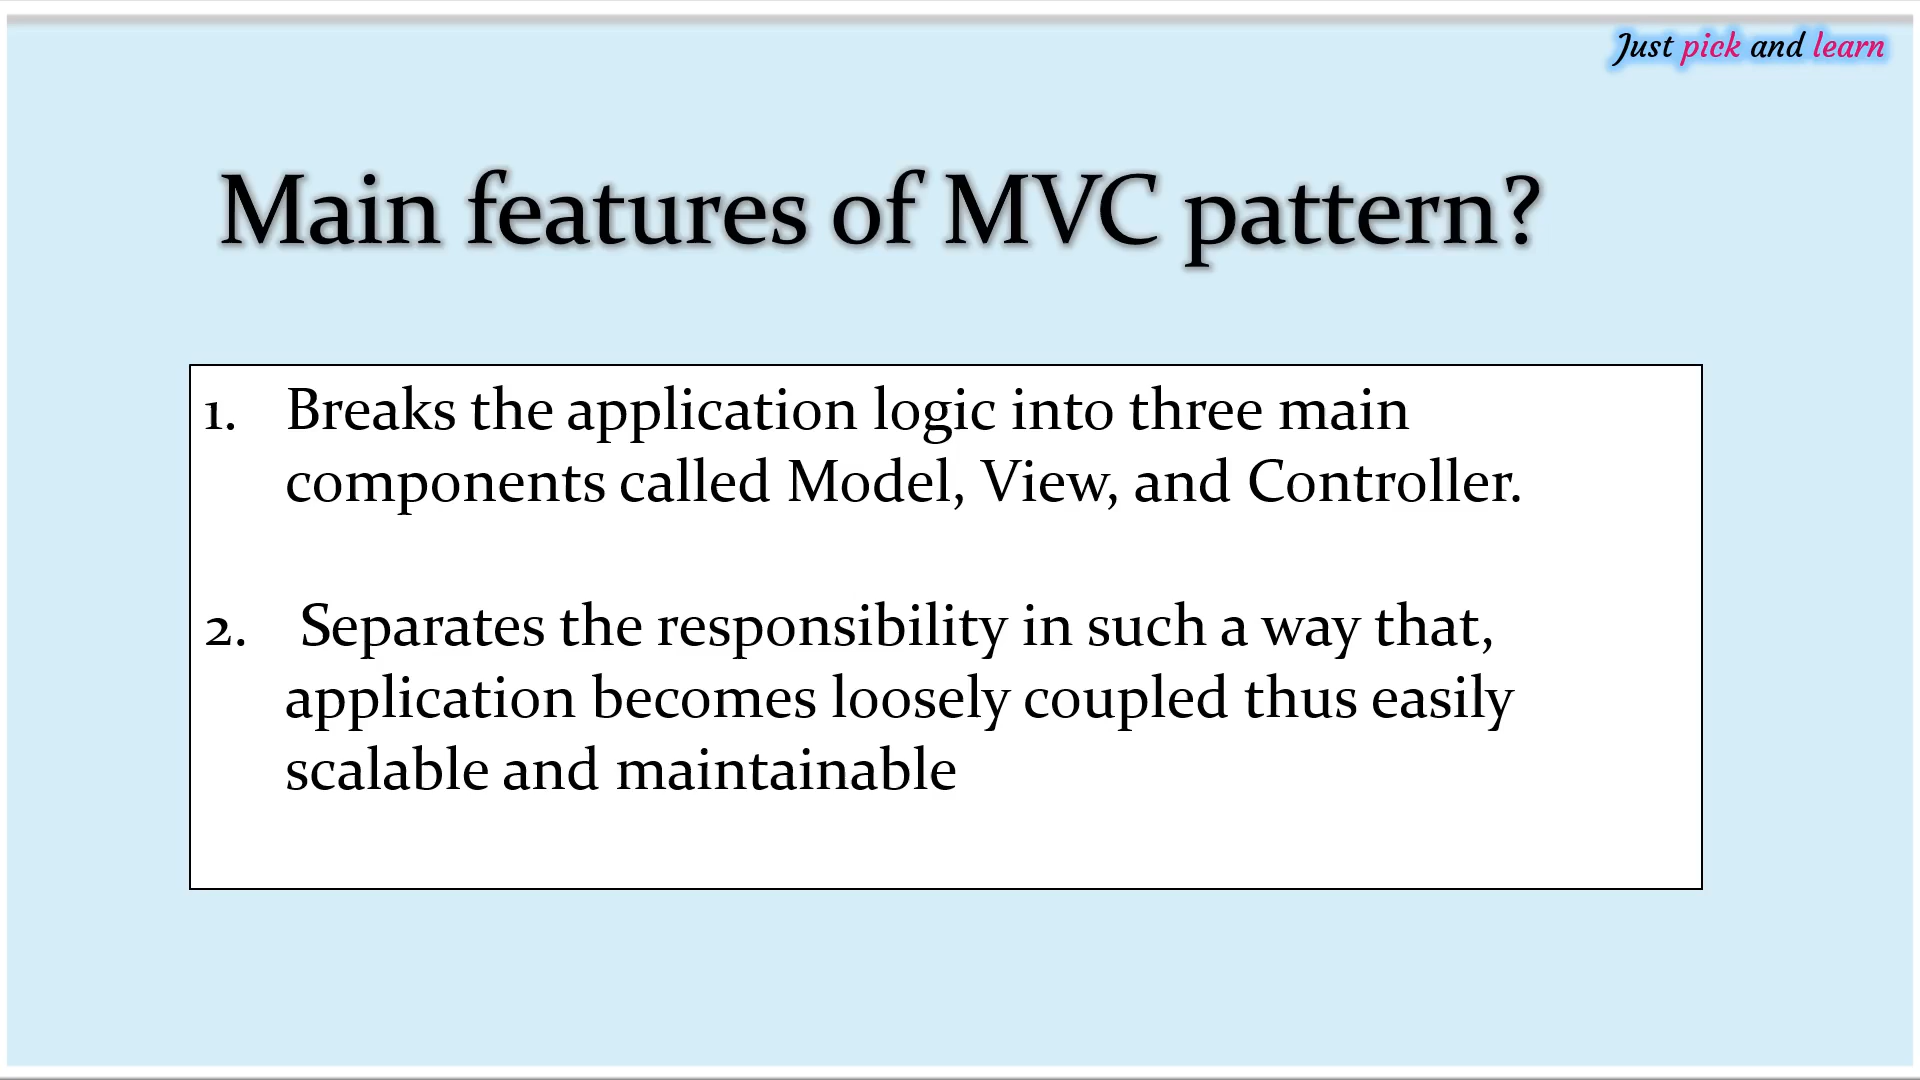 Just pick and learn
Main features of MVC pattern?
1. Breaks the application logic into three main
components called Model, View, and Controller.
2. Separates the responsibility in such a way that,
application becomes loosely coupled thus easily
scalable and maintainable